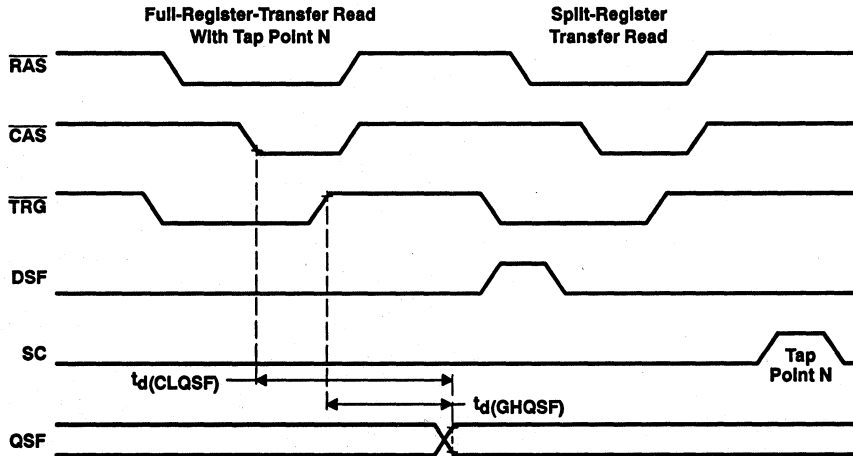 Full-Register-Transfer Read
With Tap Point N
Split-Register
Transfer Read
RAS
CAS
TRG
DSF
SC
Tap
Point N
td(CLQSF)
td(GHQSF)
QSF